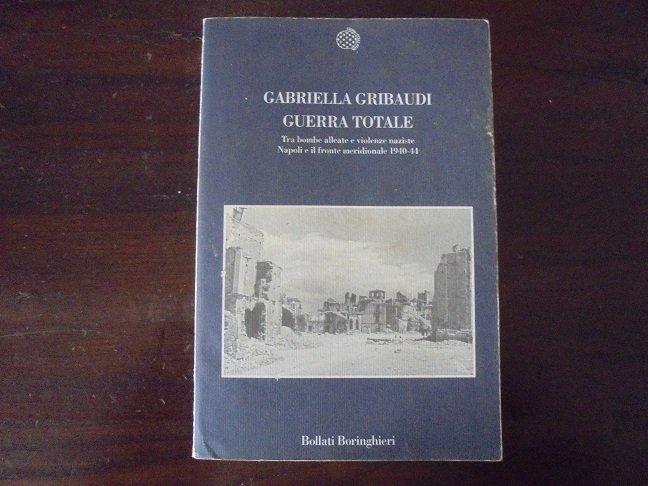 GABRIELLA GRIBAUDI
GUERRA TOTALE
Tra bombe alleate e violenze naziste
Napoli e il fronte meridionale 1940-44
Bollati Boringhieri